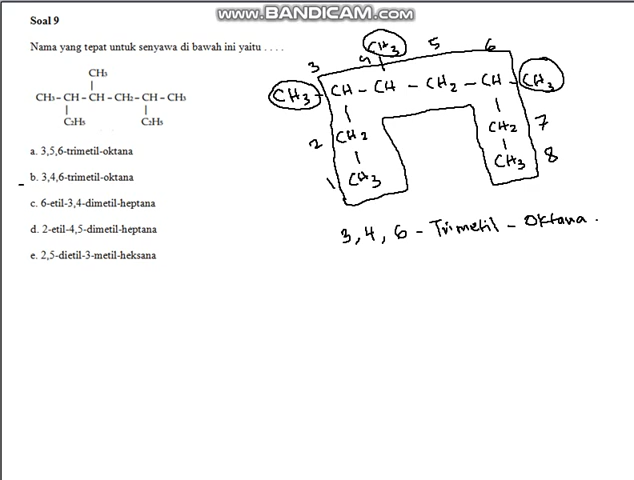 www.BANDICAM.com
Soal 9
Nama yang tepat untuk senyawa di bawah ini yaitu . . . .
CH₃
CH₃ – CH – CH – CH₂ – CH – CH₃
C₂H₅ C₂H₅
a. 3,5,6-trimetil-oktana
b. 3,4,6-trimetil-oktana
c. 6-etil-3,4-dimetil-heptana
d. 2-etil-4,5-dimetil-heptana
e. 2,5-dietil-3-metil-heksana
CH₃
3 4 5 6
CH₃ – CH – CH – CH₂ – CH – CH₃
2 CH₂ CH₂ 7
1 CH₃ CH₃ 8
3, 4, 6 – Trimetil – Oktana .